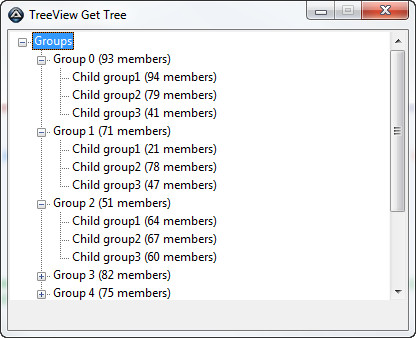 TreeView Get Tree
Groups
Group 0 (93 members)
Child group1 (94 members)
Child group2 (79 members)
Child group3 (41 members)
Group 1 (71 members)
Child group1 (21 members)
Child group2 (78 members)
Child group3 (47 members)
Group 2 (51 members)
Child group1 (64 members)
Child group2 (67 members)
Child group3 (60 members)
Group 3 (82 members)
Group 4 (75 members)